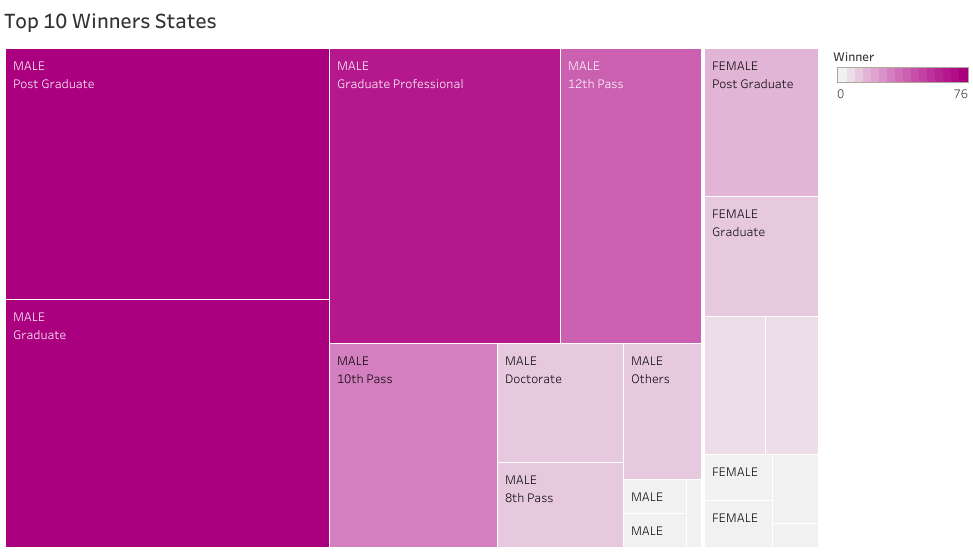 Top 10 Winners States
MALE
Post Graduate
MALE
Graduate Professional
MALE
12th Pass
FEMALE
Post Graduate
Winner
0
76
FEMALE
Graduate
MALE
Graduate
MALE
10th Pass
MALE
Doctorate
MALE
Others
MALE
8th Pass
MALE
MALE
FEMALE
FEMALE